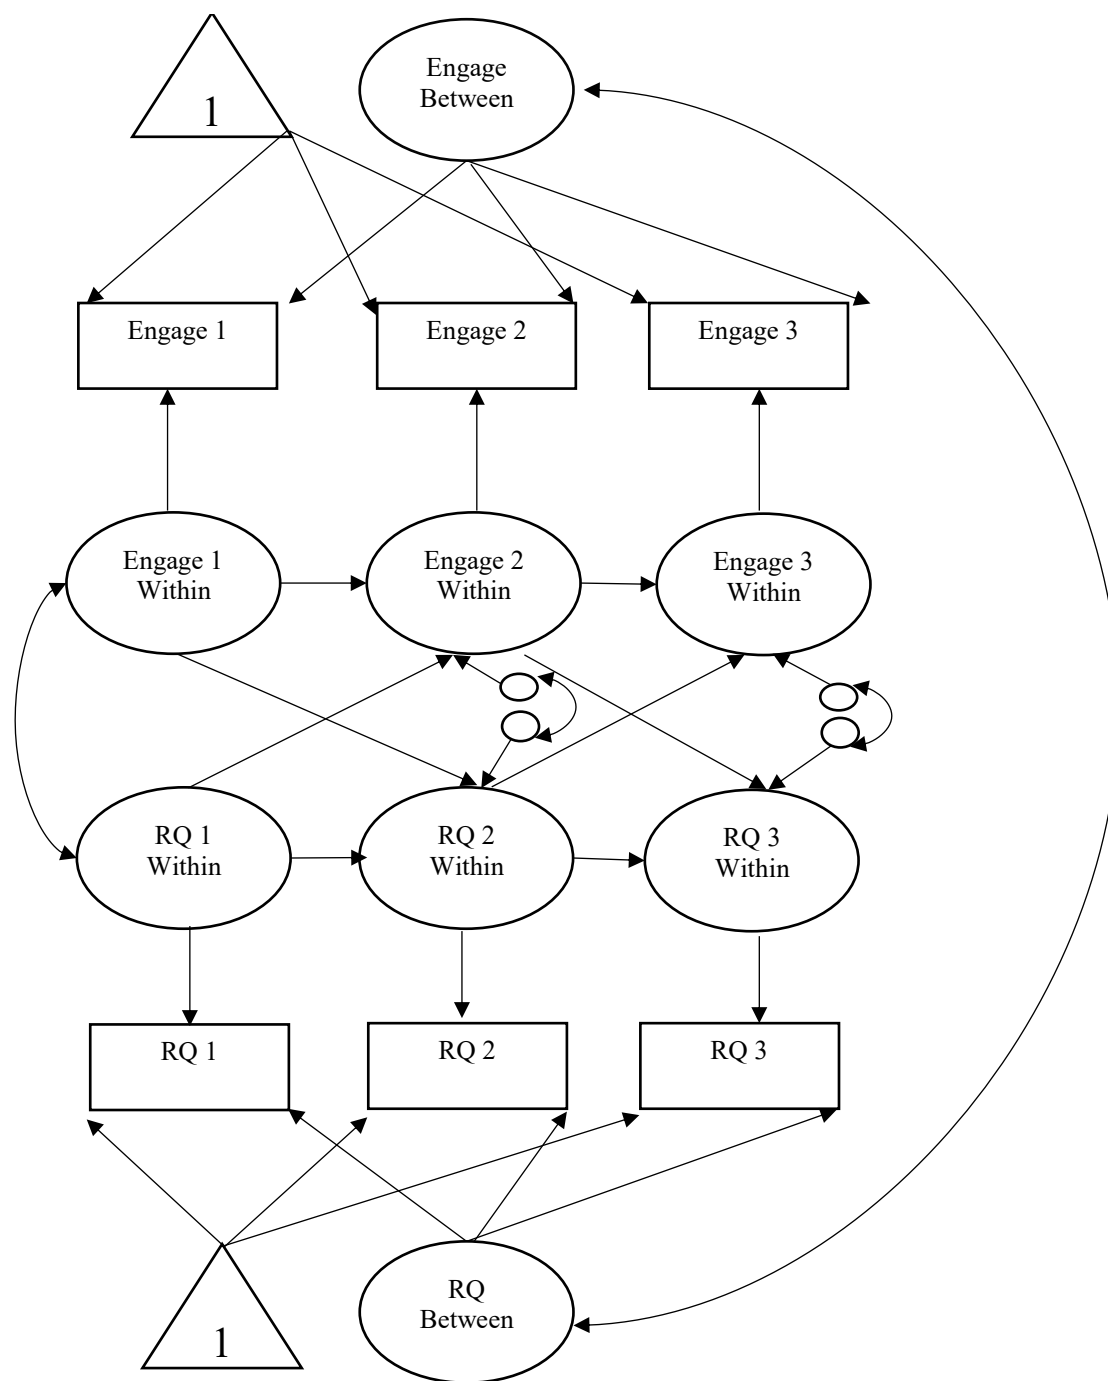 1
Engage
Between
Engage 1
Engage 2
Engage 3
Engage 1
Within
Engage 2
Within
Engage 3
Within
RQ 1
Within
RQ 2
Within
RQ 3
Within
RQ 1
RQ 2
RQ 3
1
RQ
Between